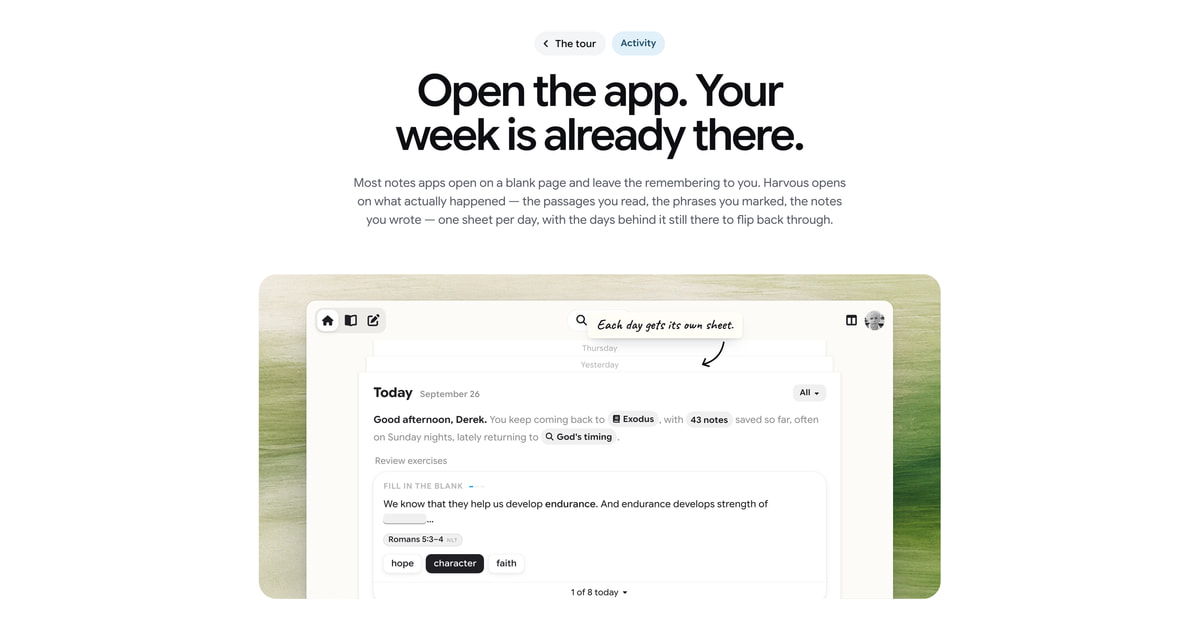 The tour
Activity
Open the app. Your
week is already there.
Most notes apps open on a blank page and leave the remembering to you. Harvous opens
on what actually happened — the passages you read, the phrases you marked, the notes
you wrote — one sheet per day, with the days behind it still there to flip back through.
Each day gets its own sheet.
Thursday
Yesterday
Today September 26
All
Good afternoon, Derek. You keep coming back to Exodus , with 43 notes saved so far, often
on Sunday nights, lately returning to God's timing .
Review exercises
FILL IN THE BLANK
We know that they help us develop endurance. And endurance develops strength of
...
Romans 5:3–4 NLT
hope character faith
1 of 8 today